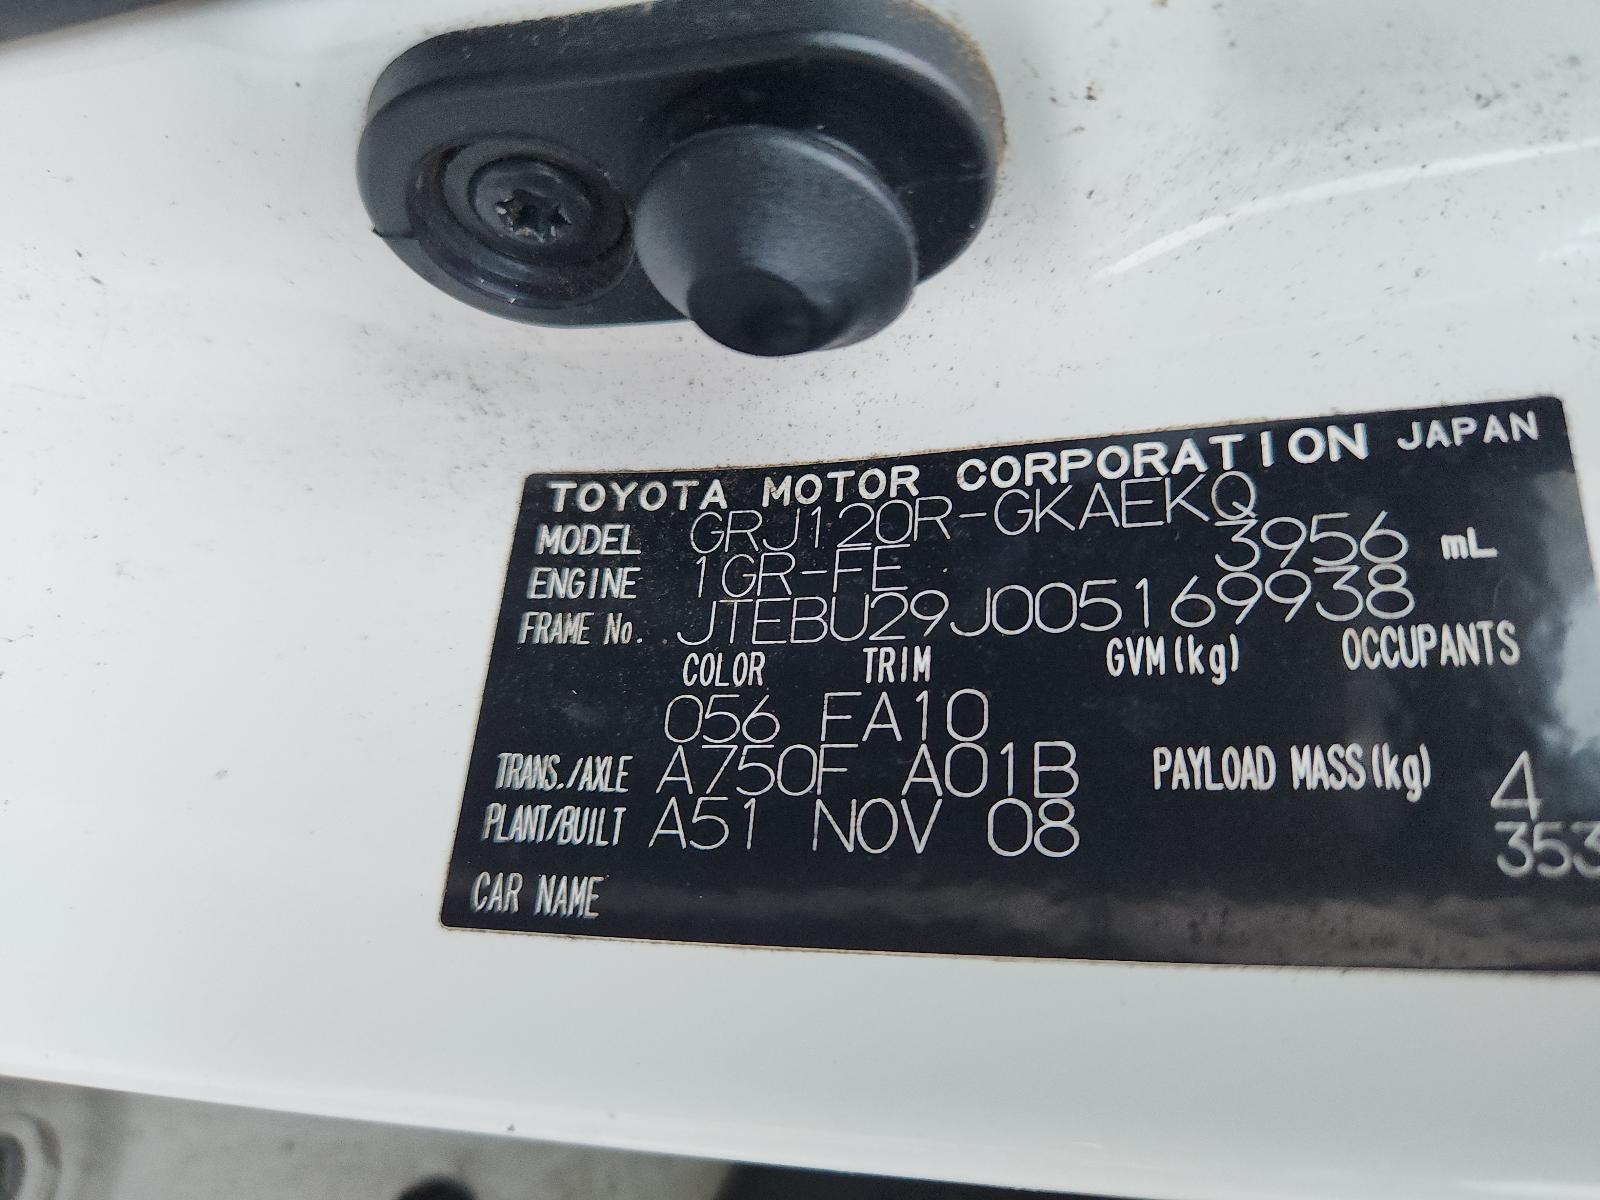 TOYOTA MOTOR CORPORATION JAPAN
MODEL GRJ120R-GKAEKQ
ENGINE 1GR-FE 3956 mL
FRAME No. JTEBU29J005169938
COLOR TRIM GVM(kg) OCCUPANTS
056 FA10
TRANS./AXLE A750F A01B PAYLOAD MASS(kg) 4
PLANT/BUILT A51 NOV 08 353
CAR NAME